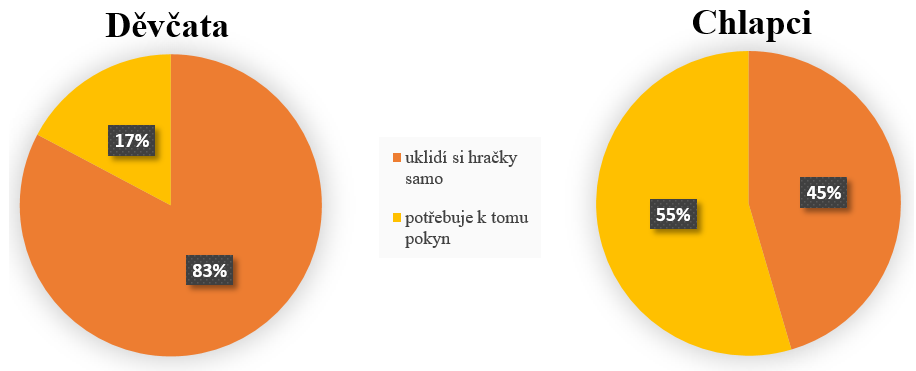 Děvčata
Chlapci
17%
83%
uklidí si hračky
samo
potřebuje k tomu
pokyn
55%
45%